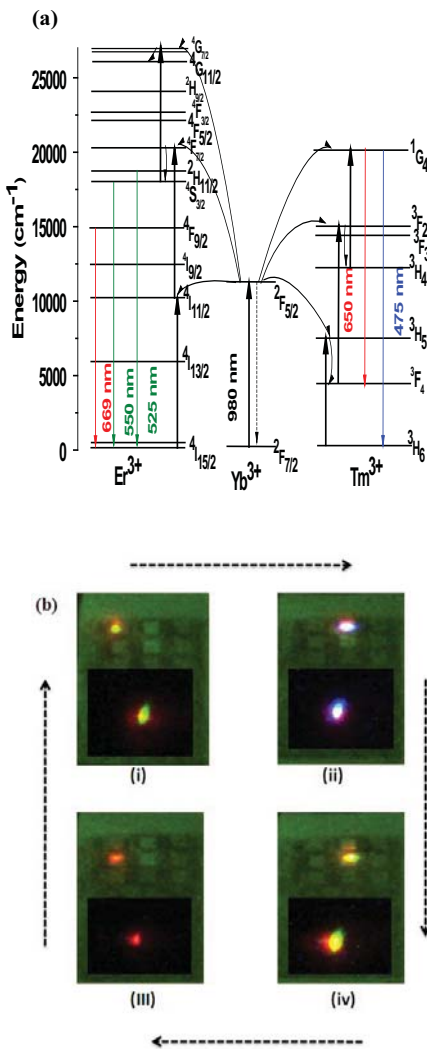 (a)
Energy (cm⁻¹)
25000
20000
15000
10000
5000
0
⁴G₇/₂
⁴G₁₁/₂
²H₉/₂
⁴F₃/₂
⁴F₅/₂
⁴F₇/₂
²H₁₁/₂
⁴S₃/₂
⁴F₉/₂
⁴I₉/₂
⁴I₁₁/₂
⁴I₁₃/₂
⁴I₁₅/₂
669 nm
550 nm
525 nm
Er³⁺
980 nm
²F₅/₂
²F₇/₂
Yb³⁺
¹G₄
³F₂
³F₃
³H₄
³H₅
³F₄
³H₆
650 nm
475 nm
Tm³⁺
(b)
(i)
(ii)
(III)
(iv)